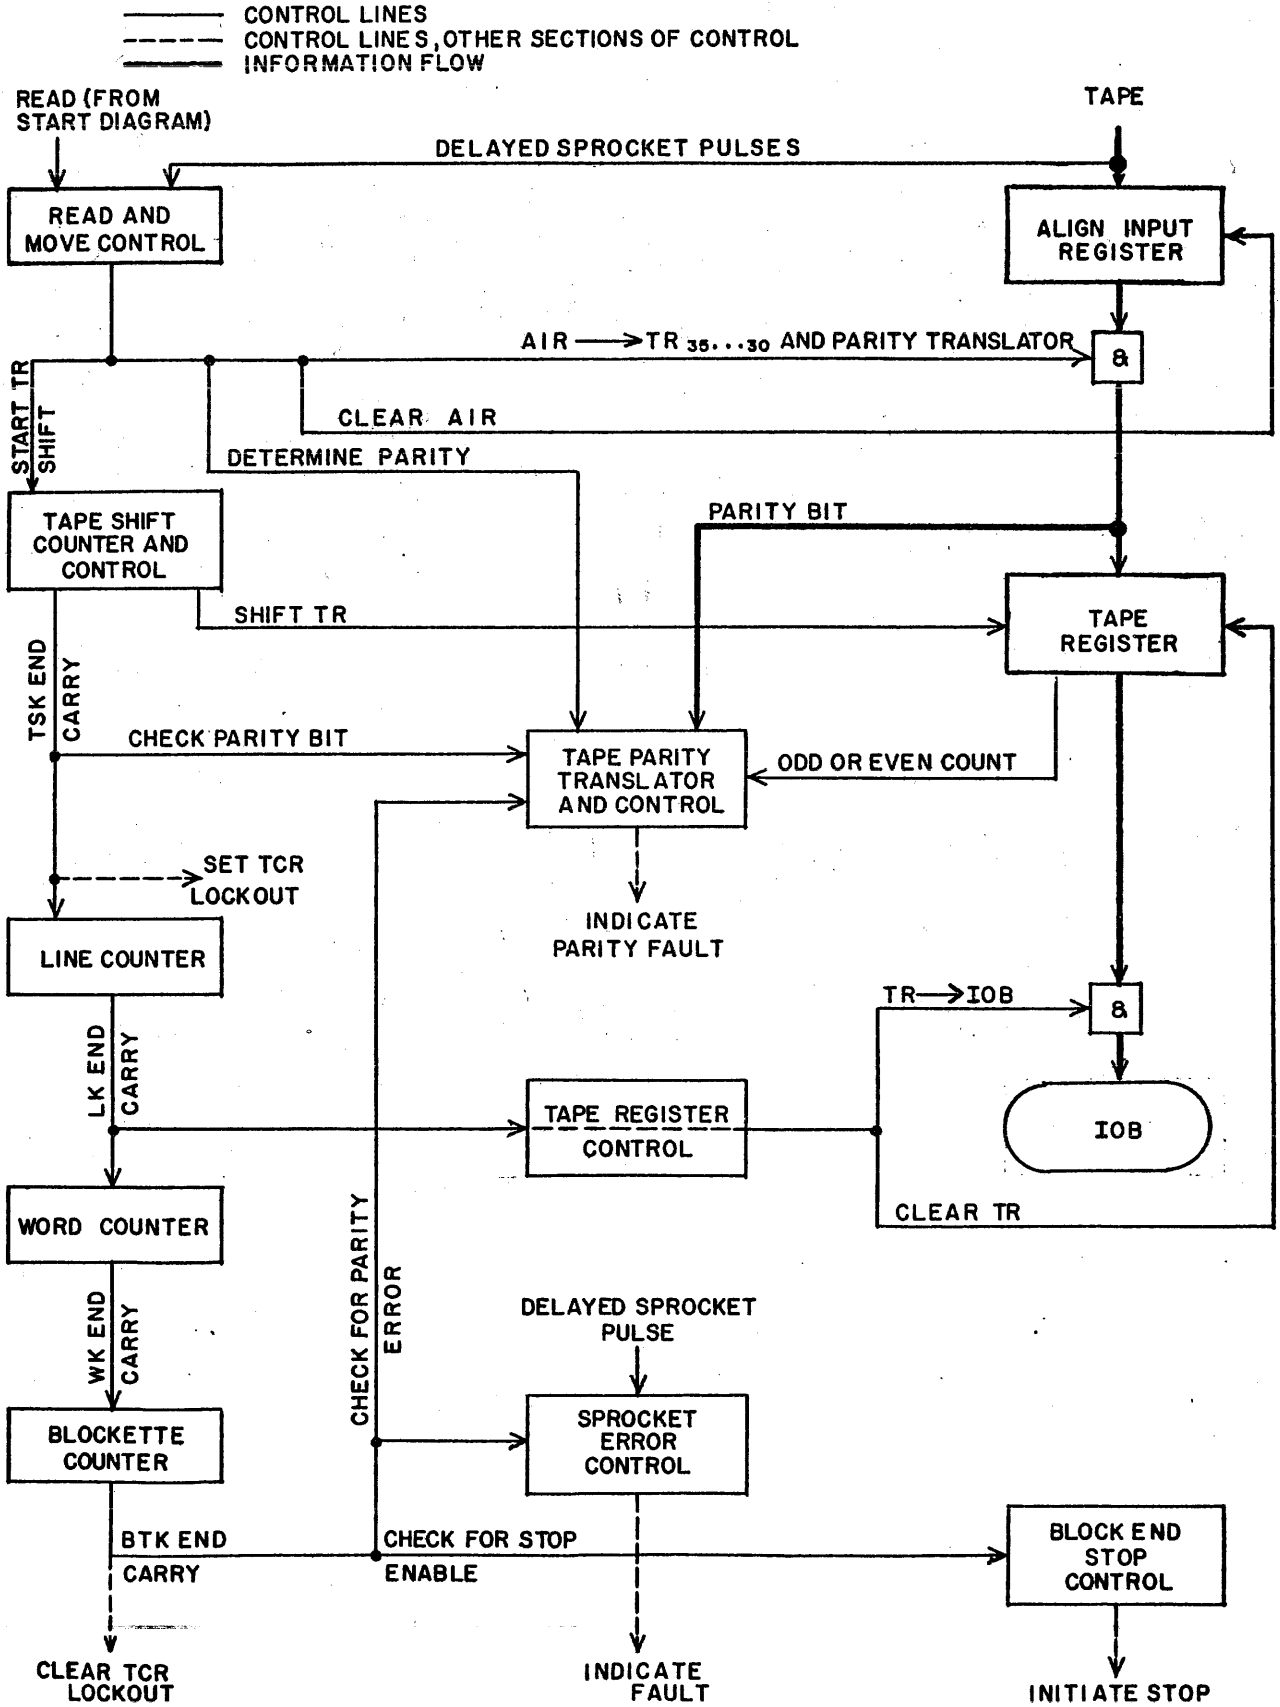 CONTROL LINES
CONTROL LINES, OTHER SECTIONS OF CONTROL
INFORMATION FLOW
READ (FROM
START DIAGRAM)
TAPE
DELAYED SPROCKET PULSES
READ AND
MOVE CONTROL
ALIGN INPUT
REGISTER
AIR → TR 35...30 AND PARITY TRANSLATOR
&
START TR
SHIFT
CLEAR AIR
DETERMINE PARITY
PARITY BIT
TAPE SHIFT
COUNTER AND
CONTROL
SHIFT TR
TAPE
REGISTER
TSK END
CARRY
CHECK PARITY BIT
TAPE PARITY
TRANSLATOR
AND CONTROL
ODD OR EVEN COUNT
SET TCR
LOCKOUT
INDICATE
PARITY FAULT
LINE COUNTER
TR → IOB
&
LK END
CARRY
TAPE REGISTER
CONTROL
IOB
CLEAR TR
WORD COUNTER
CHECK FOR PARITY
ERROR
WK END
CARRY
DELAYED SPROCKET
PULSE
BLOCKETTE
COUNTER
SPROCKET
ERROR
CONTROL
BTK END
CARRY
CHECK FOR STOP
ENABLE
BLOCK END
STOP
CONTROL
CLEAR TCR
LOCKOUT
INDICATE
FAULT
INITIATE STOP